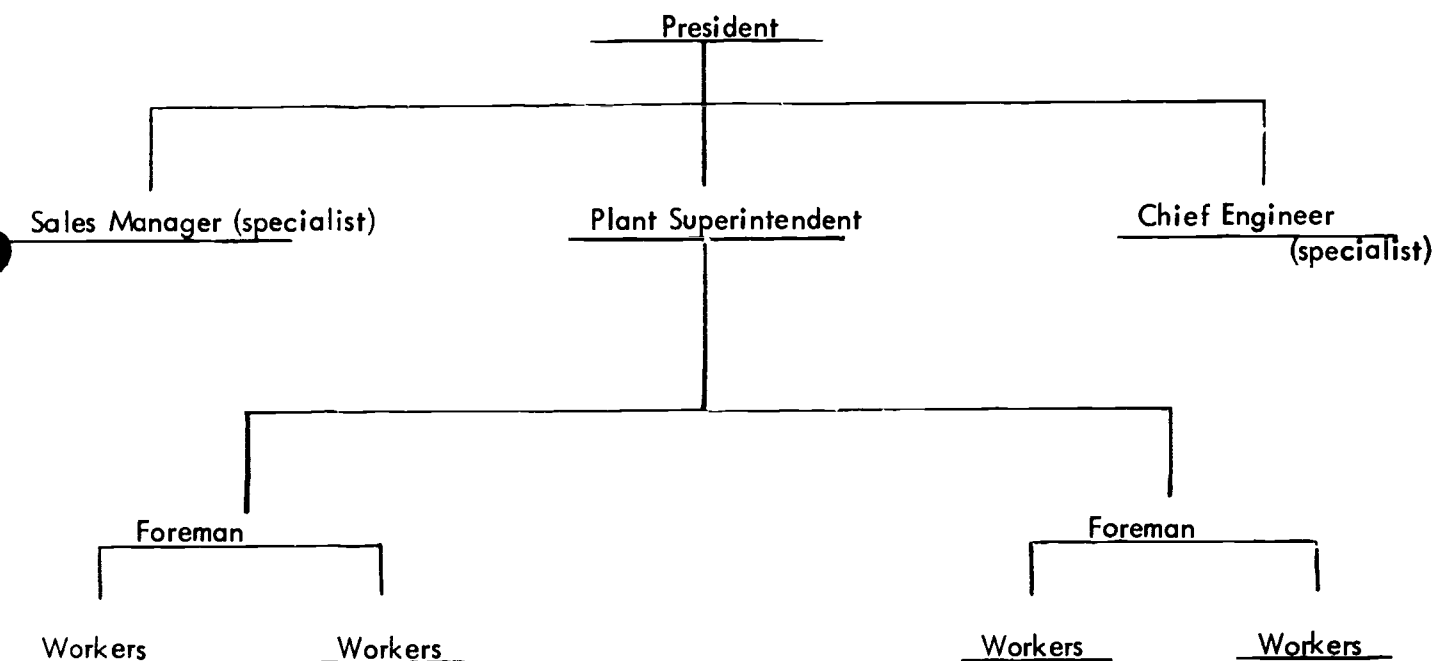 President
Sales Manager (specialist)
Plant Superintendent
Chief Engineer
(specialist)
Foreman
Foreman
Workers
Workers
Workers
Workers